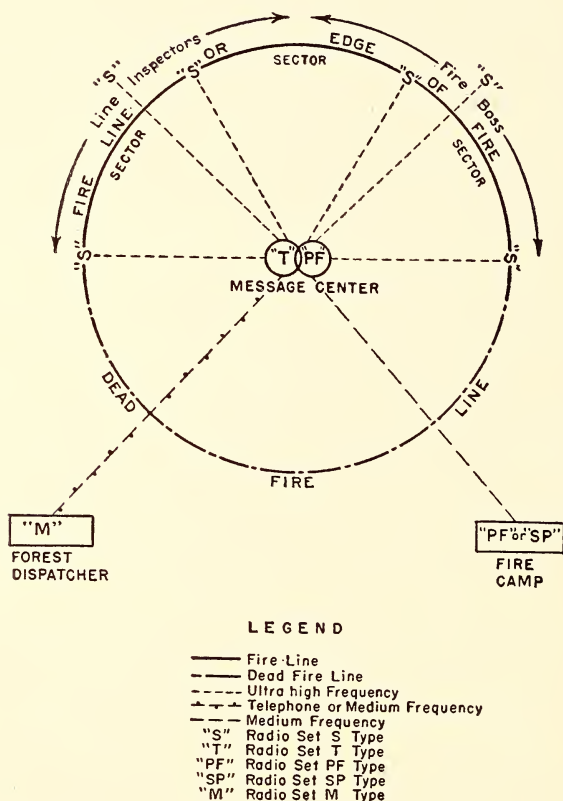 Line Inspectors
Fire Boss
"S"
"S"
FIRE LINE OR EDGE OF FIRE
"S"
"S"
SECTOR
SECTOR
SECTOR
"S"
"S"
"T" "PF"
MESSAGE CENTER
DEAD FIRE LINE
"M"
FOREST
DISPATCHER
"PF" or "SP"
FIRE
CAMP
LEGEND
Fire-Line
Dead Fire Line
Ultra high Frequency
Telephone or Medium Frequency
Medium Frequency
"S" Radio Set S Type
"T" Radio Set T Type
"PF" Radio Set PF Type
"SP" Radio Set SP Type
"M" Radio Set M Type